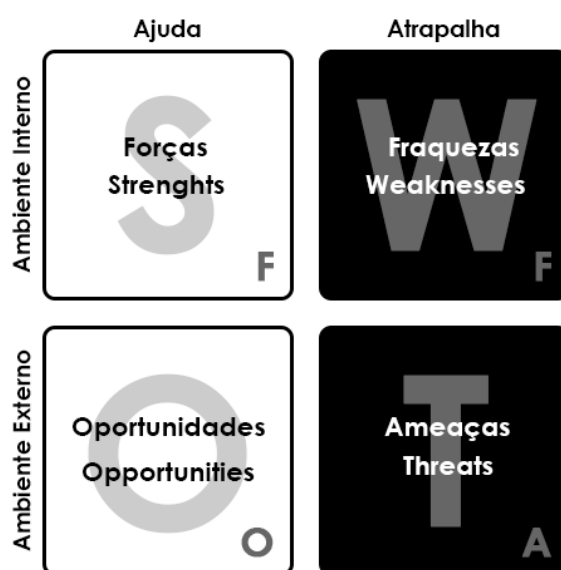 Ajuda
Atrapalha
Ambiente Interno
S
Forças
Strenghts
F
W
Fraquezas
Weaknesses
F
Ambiente Externo
O
Oportunidades
Opportunities
O
T
Ameaças
Threats
A